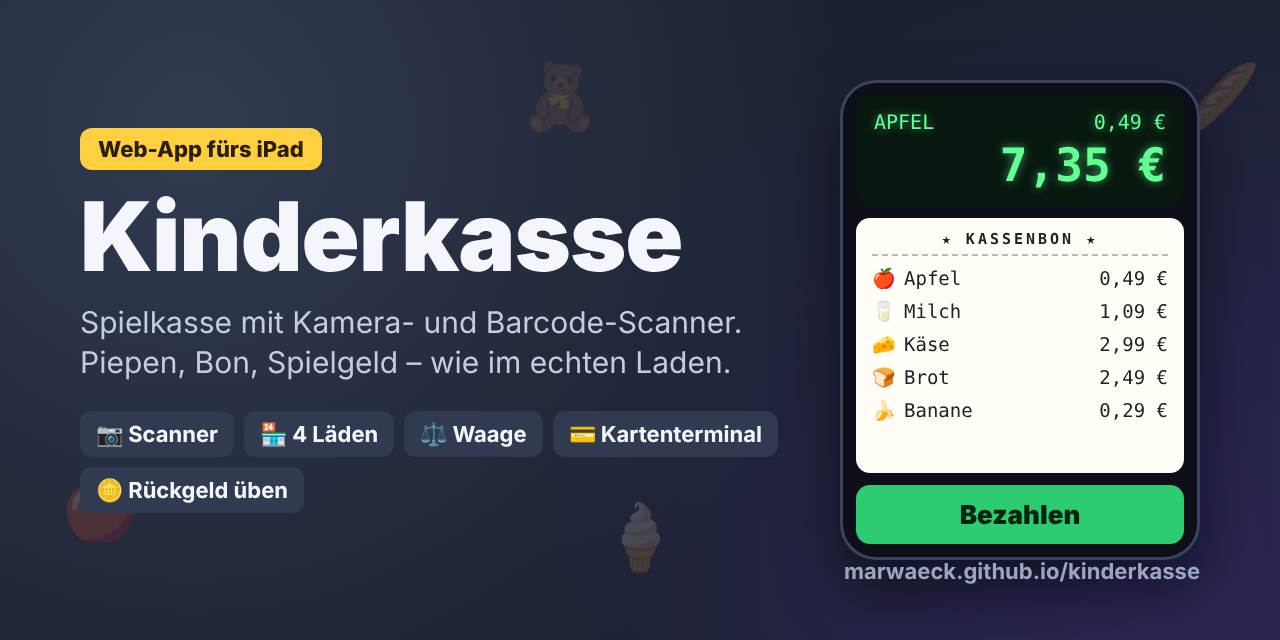 Web-App fürs iPad
Kinderkasse
Spielkasse mit Kamera- und Barcode-Scanner.
Piepen, Bon, Spielgeld – wie im echten Laden.
📷 Scanner
🏪 4 Läden
⚖️ Waage
💳 Kartenterminal
🪙 Rückgeld üben
APFEL 0,49 €
7,35 €
★ KASSENBON ★
🍎 Apfel 0,49 €
🥛 Milch 1,09 €
🧀 Käse 2,99 €
🍞 Brot 2,49 €
🍌 Banane 0,29 €
Bezahlen
marwaeck.github.io/kinderkasse